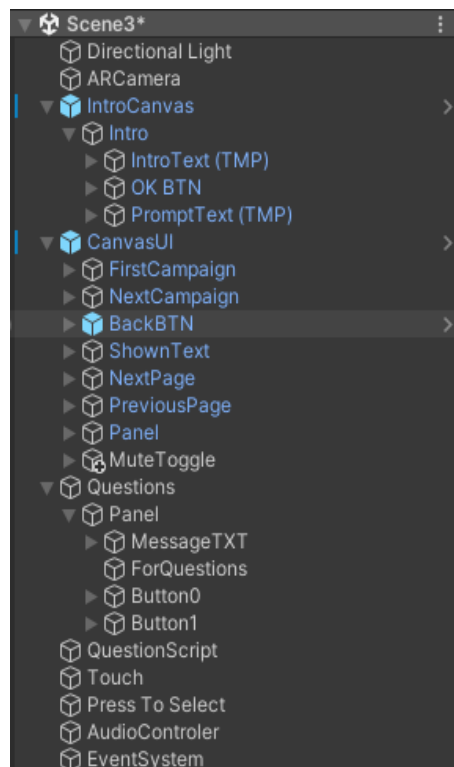 Scene3*
Directional Light
ARCamera
IntroCanvas
Intro
IntroText (TMP)
OK BTN
PromptText (TMP)
CanvasUI
FirstCampaign
NextCampaign
BackBTN
ShownText
NextPage
PreviousPage
Panel
MuteToggle
Questions
Panel
MessageTXT
ForQuestions
Button0
Button1
QuestionScript
Touch
Press To Select
AudioControler
EventSystem